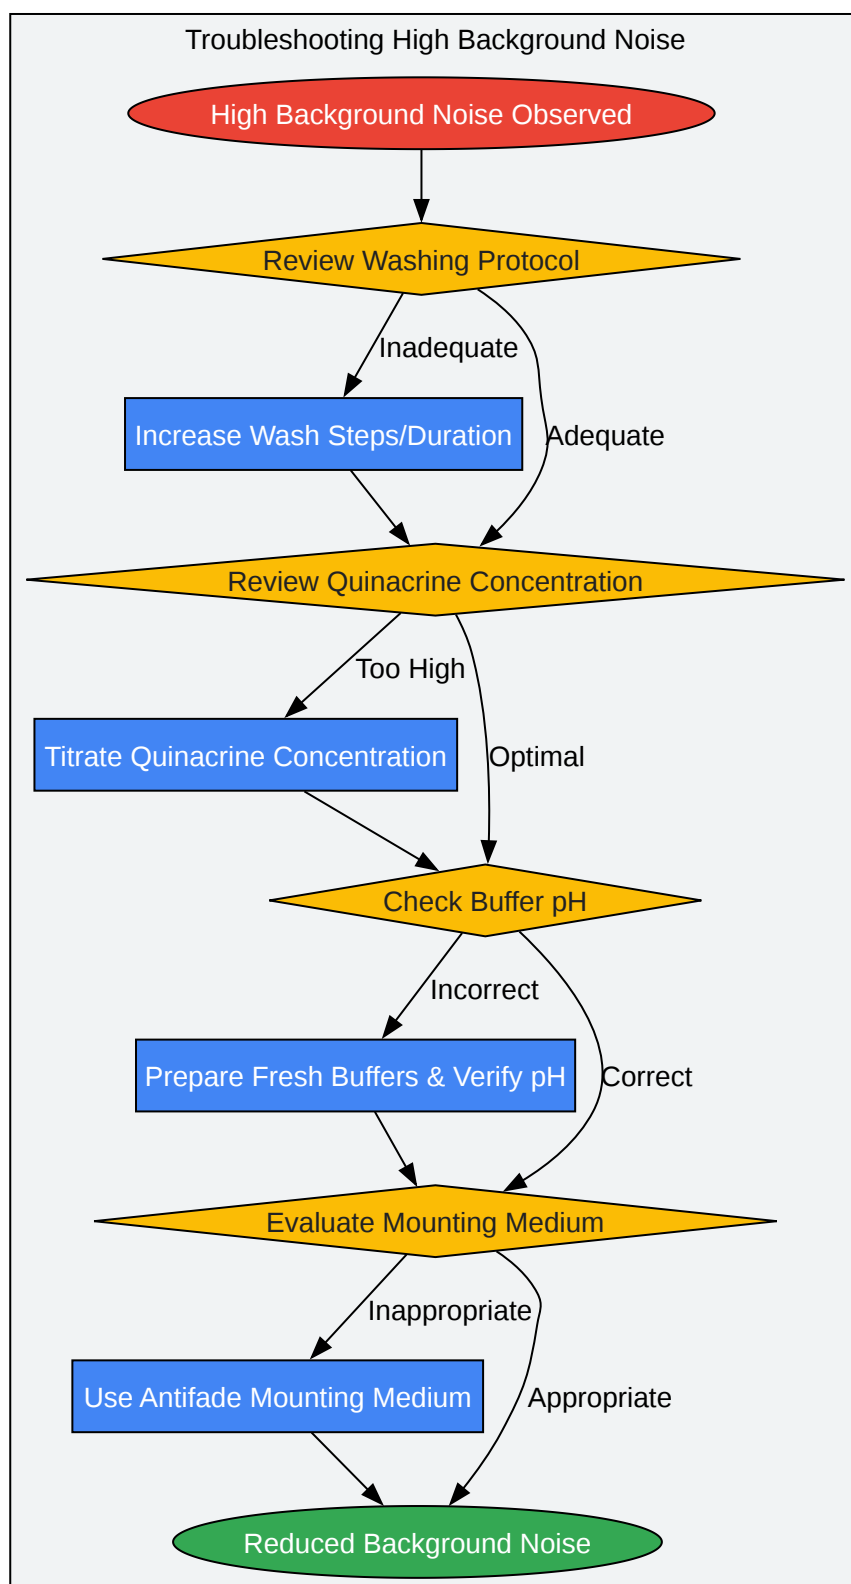 Troubleshooting High Background Noise
High Background Noise Observed
Review Washing Protocol
Inadequate
Increase Wash Steps/Duration
Adequate
Review Quinacrine Concentration
Too High
Titrate Quinacrine Concentration
Optimal
Check Buffer pH
Incorrect
Prepare Fresh Buffers & Verify pH
Correct
Evaluate Mounting Medium
Inappropriate
Use Antifade Mounting Medium
Appropriate
Reduced Background Noise